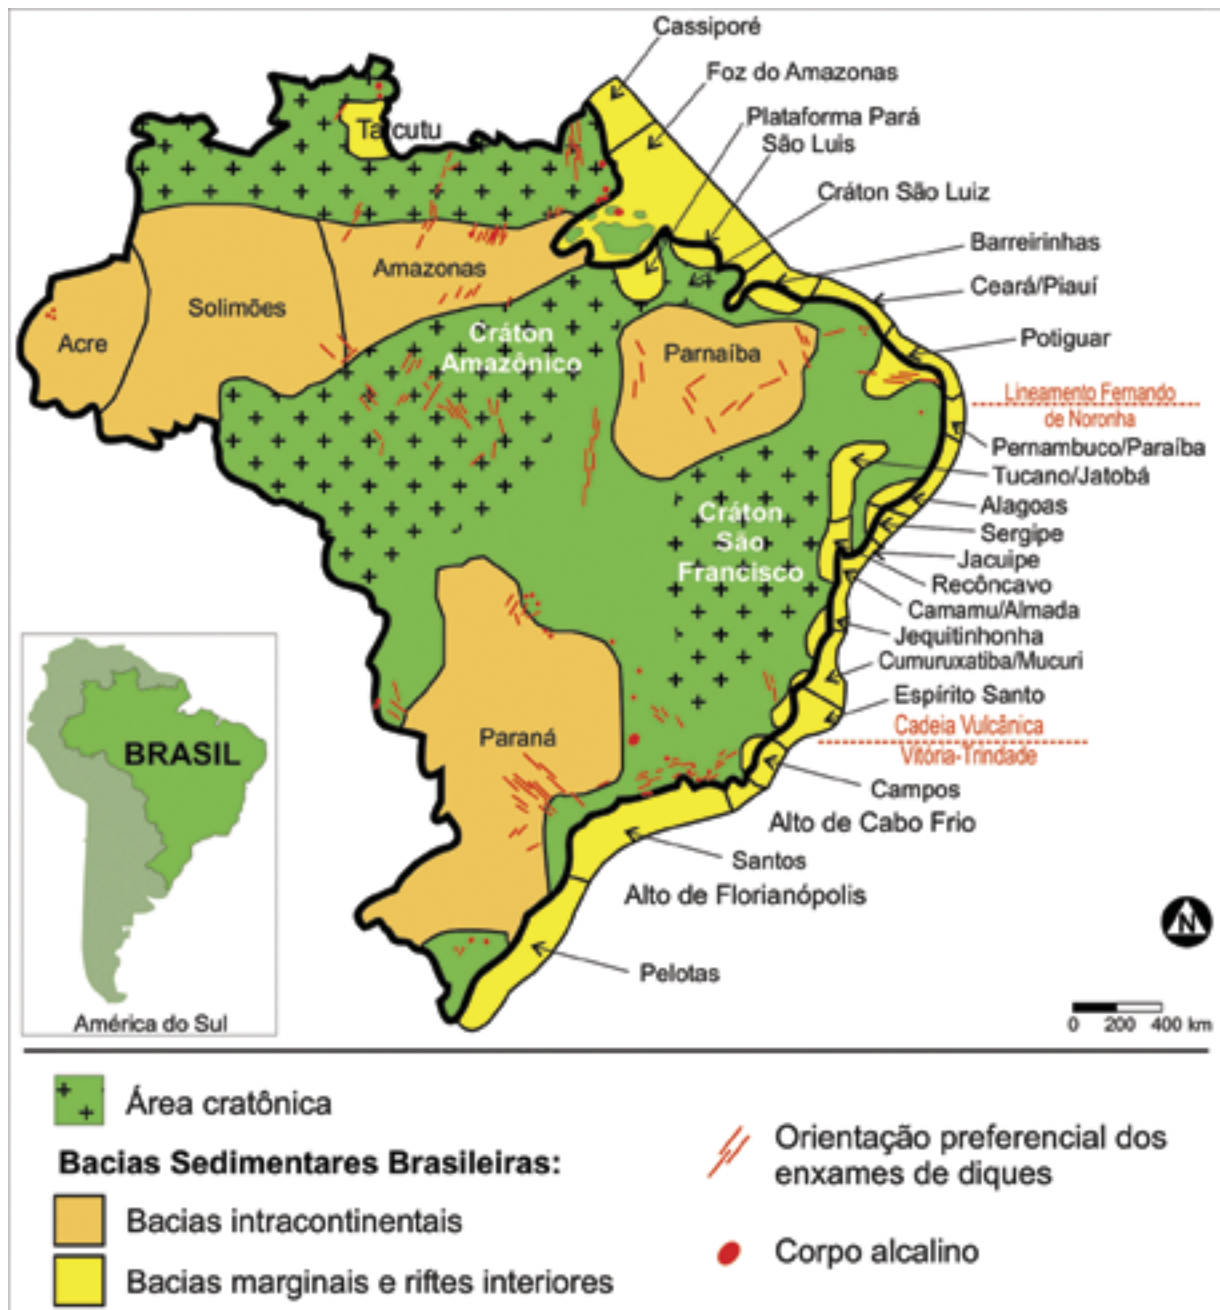 Cassiporé
Foz do Amazonas
Plataforma Pará
São Luis
Cráton São Luiz
Barreirinhas
Ceará/Piauí
Potiguar
Lineamento Fernando
de Noronha
Pernambuco/Paraíba
Tucano/Jatobá
Alagoas
Sergipe
Jacuipe
Recôncavo
Camamu/Almada
Jequitinhonha
Cumuruxatiba/Mucuri
Espírito Santo
Cadeia Vulcânica
Vitória-Trindade
Campos
Alto de Cabo Frio
Santos
Alto de Florianópolis
Pelotas
Tacutu
Amazonas
Solimões
Acre
Cráton
Amazônico
Parnaíba
Cráton
São
Francisco
Paraná
BRASIL
América do Sul
N
0 200 400 km
Área cratônica
Bacias Sedimentares Brasileiras:
Bacias intracontinentais
Bacias marginais e riftes interiores
Orientação preferencial dos
enxames de diques
Corpo alcalino